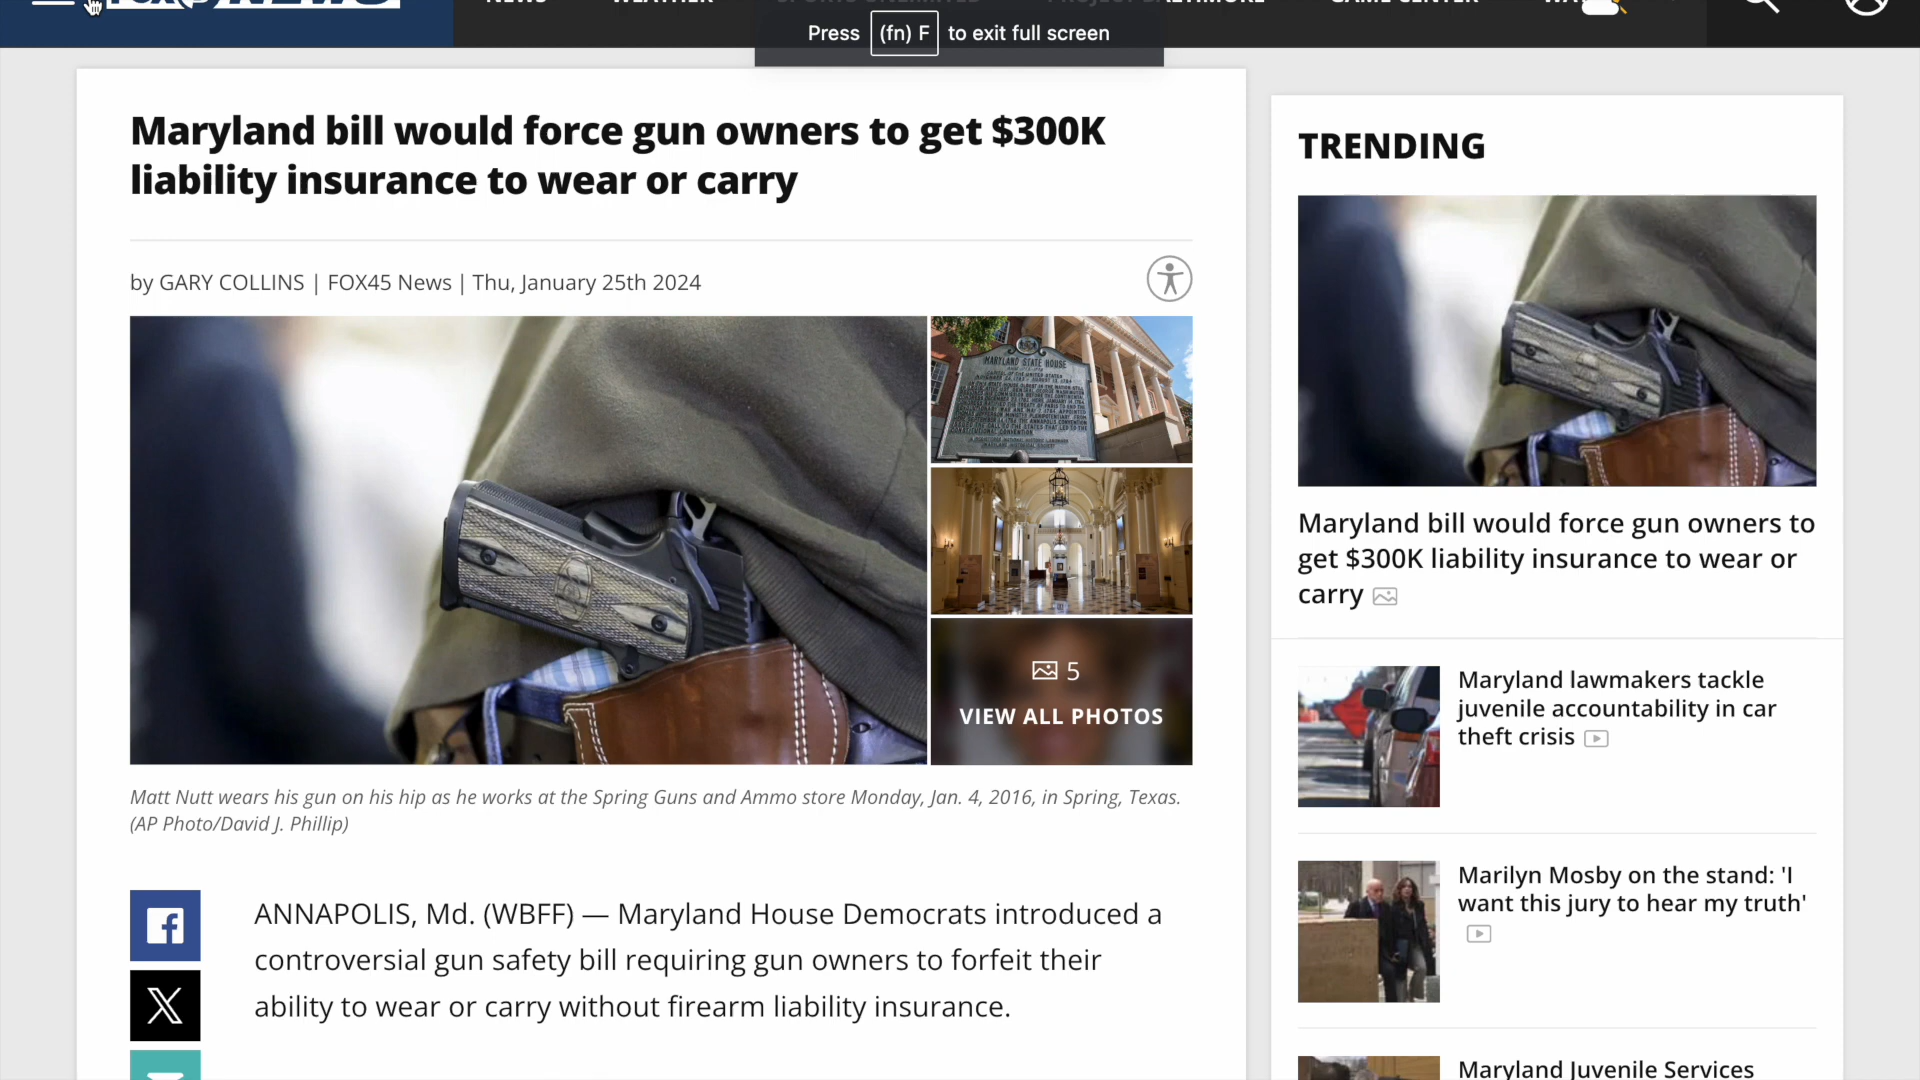 NEWS
Press (fn) F to exit full screen
Maryland bill would force gun owners to get $300K
liability insurance to wear or carry
by GARY COLLINS | FOX45 News | Thu, January 25th 2024
MARYLAND STATE HOUSE
5
VIEW ALL PHOTOS
Matt Nutt wears his gun on his hip as he works at the Spring Guns and Ammo store Monday, Jan. 4, 2016, in Spring, Texas.
(AP Photo/David J. Phillip)
ANNAPOLIS, Md. (WBFF) — Maryland House Democrats introduced a
controversial gun safety bill requiring gun owners to forfeit their
ability to wear or carry without firearm liability insurance.
TRENDING
Maryland bill would force gun owners to
get $300K liability insurance to wear or
carry
Maryland lawmakers tackle
juvenile accountability in car
theft crisis
Marilyn Mosby on the stand: 'I
want this jury to hear my truth'
Maryland Juvenile Services